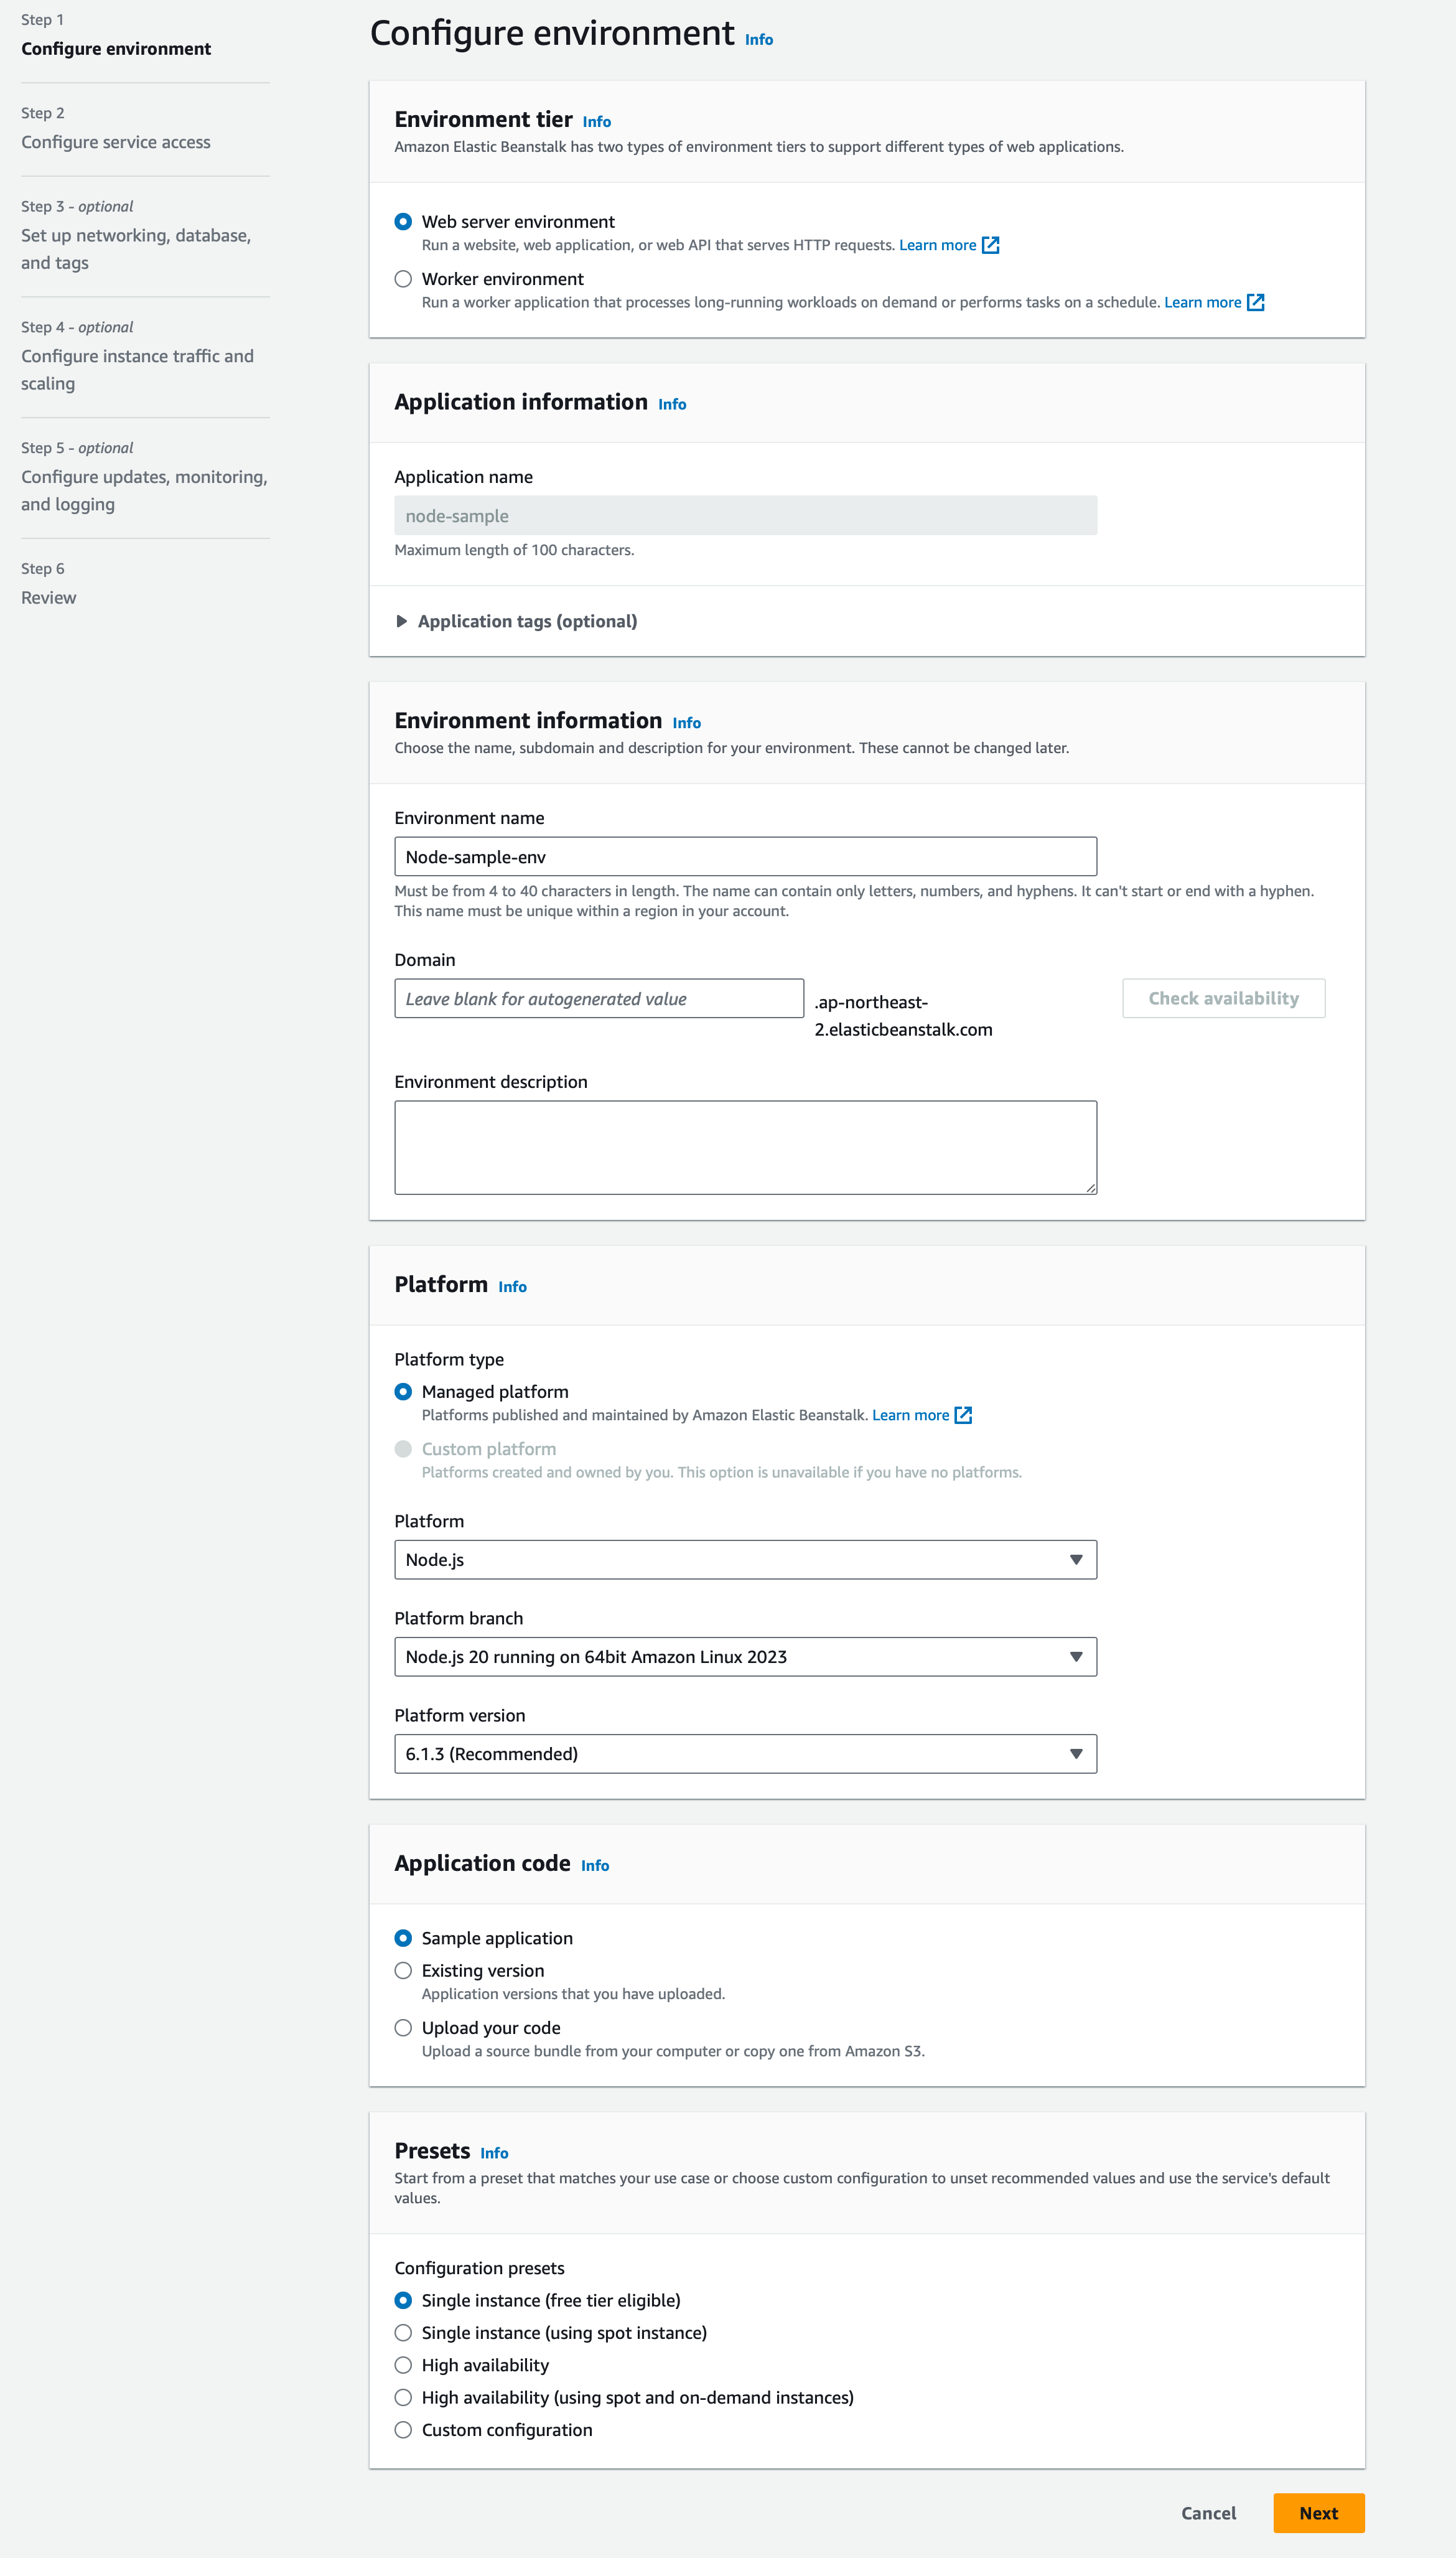 Step 1
Configure environment
Step 2
Configure service access
Step 3 - optional
Set up networking, database,
and tags
Step 4 - optional
Configure instance traffic and
scaling
Step 5 - optional
Configure updates, monitoring,
and logging
Step 6
Review
Configure environment Info
Environment tier Info
Amazon Elastic Beanstalk has two types of environment tiers to support different types of web applications.
Web server environment
Run a website, web application, or web API that serves HTTP requests. Learn more
Worker environment
Run a worker application that processes long-running workloads on demand or performs tasks on a schedule. Learn more
Application information Info
Application name
node-sample
Maximum length of 100 characters.
Application tags (optional)
Environment information Info
Choose the name, subdomain and description for your environment. These cannot be changed later.
Environment name
Node-sample-env
Must be from 4 to 40 characters in length. The name can contain only letters, numbers, and hyphens. It can't start or end with a hyphen.
This name must be unique within a region in your account.
Domain
Leave blank for autogenerated value
.ap-northeast-
2.elasticbeanstalk.com
Check availability
Environment description
Platform Info
Platform type
Managed platform
Platforms published and maintained by Amazon Elastic Beanstalk. Learn more
Custom platform
Platforms created and owned by you. This option is unavailable if you have no platforms.
Platform
Node.js
Platform branch
Node.js 20 running on 64bit Amazon Linux 2023
Platform version
6.1.3 (Recommended)
Application code Info
Sample application
Existing version
Application versions that you have uploaded.
Upload your code
Upload a source bundle from your computer or copy one from Amazon S3.
Presets Info
Start from a preset that matches your use case or choose custom configuration to unset recommended values and use the service's default
values.
Configuration presets
Single instance (free tier eligible)
Single instance (using spot instance)
High availability
High availability (using spot and on-demand instances)
Custom configuration
Cancel
Next